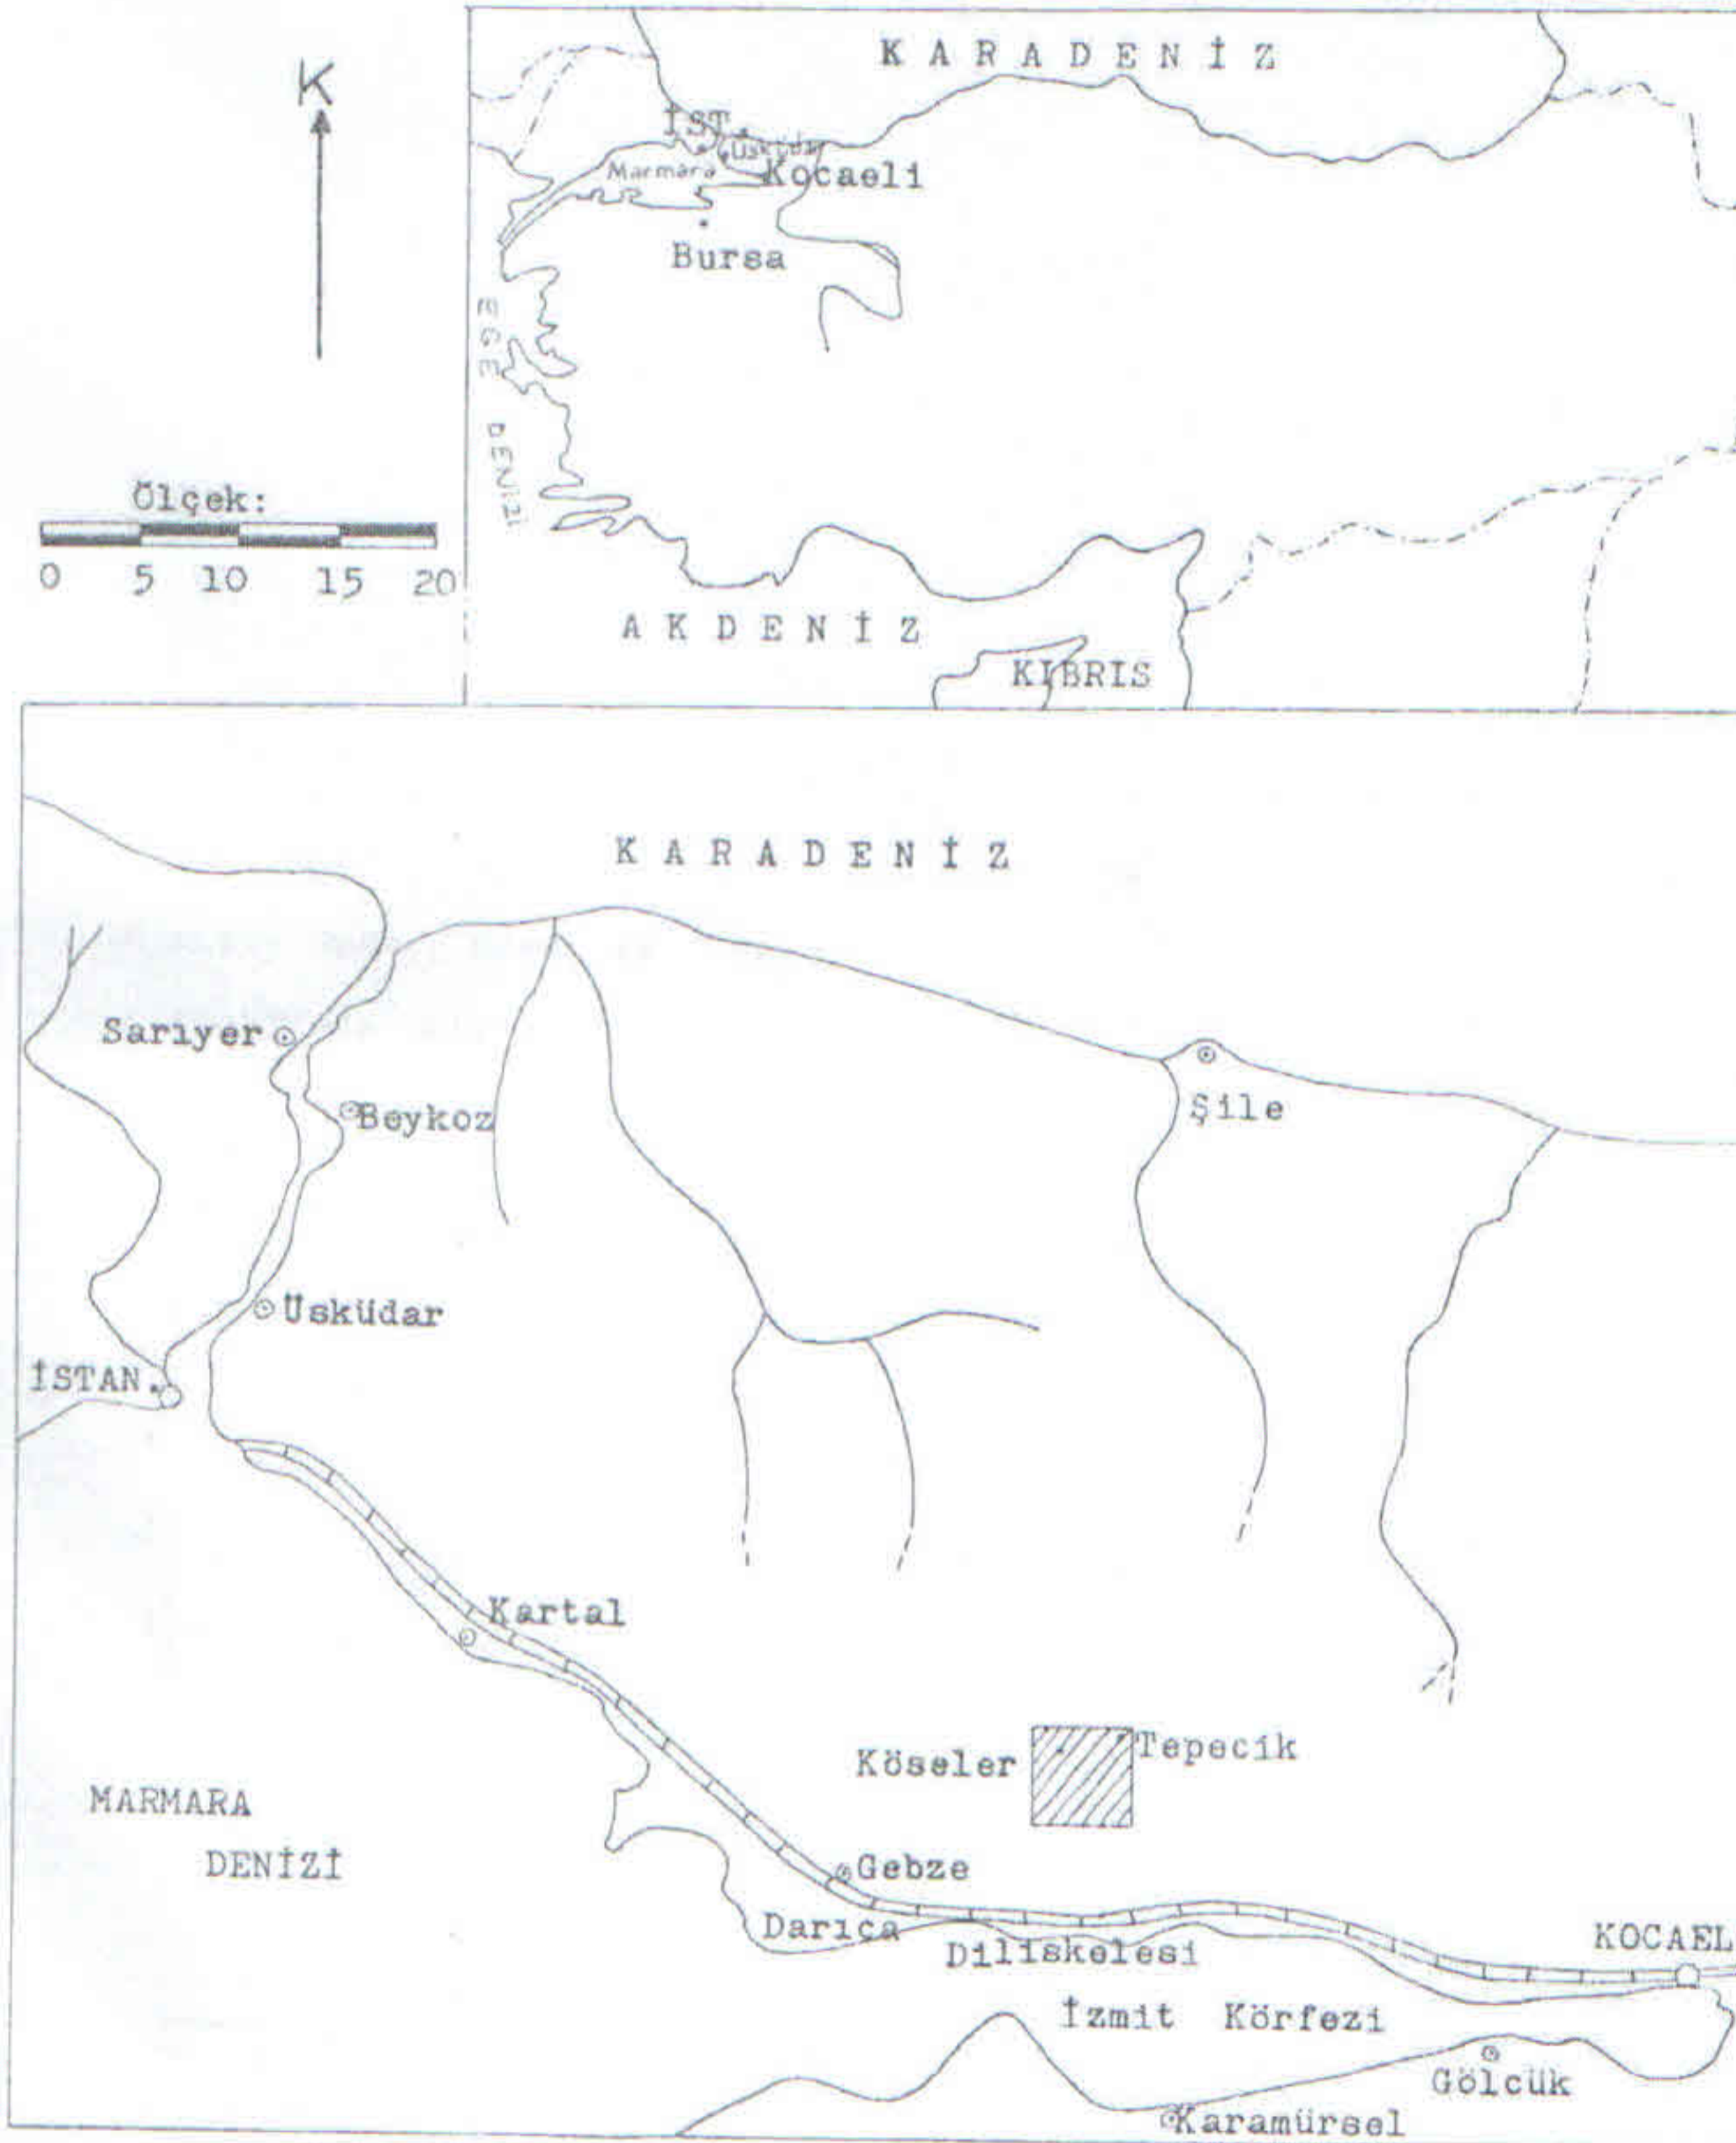 K
KARADENİZ
İST.
Üsküdar
Marmara
Kocaeli
Bursa
EGE DENİZİ
Ölçek:
0 5 10 15 20
AKDENİZ
KIBRIS
KARADENİZ
Sarıyer
Beykoz
Şile
Üsküdar
İSTAN.
Kartal
Köseler
Tepecik
MARMARA
DENİZİ
Gebze
Darıca
Diliskelesi
KOCAEL
İzmit Körfezi
Gölcük
Karamürsel